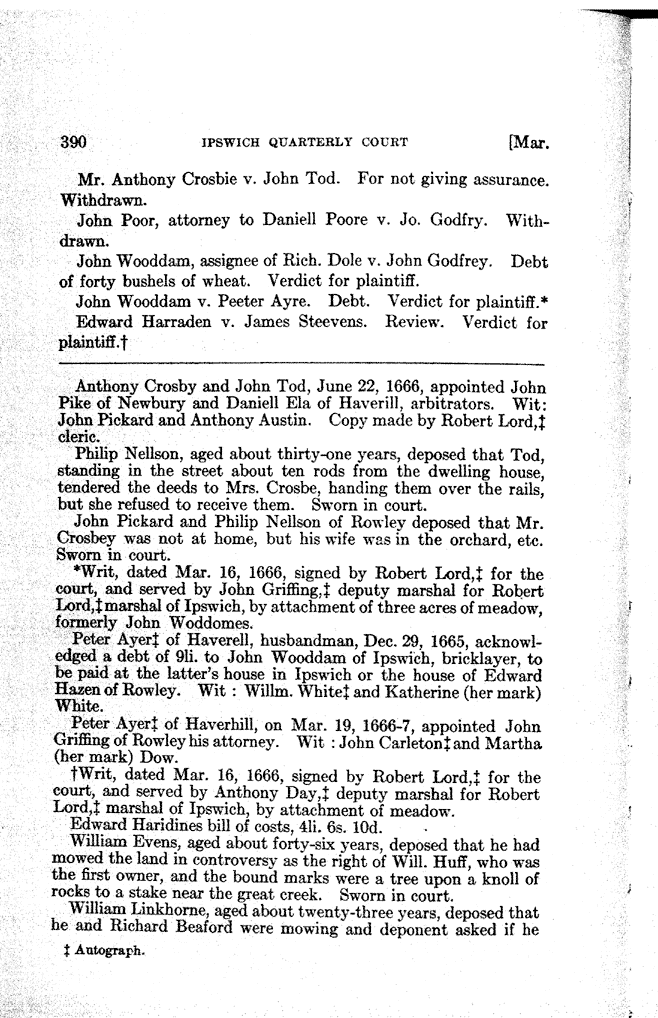 390 IPSWICH QUARTERLY COURT [Mar.
Mr. Anthony Crosbie v. John Tod. For not giving assurance.
Withdrawn.
John Poor, attorney to Daniell Poore v. Jo. Godfry. With-
drawn.
John Wooddam, assignee of Rich. Dole v. John Godfrey. Debt
of forty bushels of wheat. Verdict for plaintiff.
John Wooddam v. Peeter Ayre. Debt. Verdict for plaintiff.*
Edward Harraden v. James Steevens. Review. Verdict for
plaintiff.†
Anthony Crosby and John Tod, June 22, 1666, appointed John
Pike of Newbury and Daniell Ela of Haverill, arbitrators. Wit:
John Pickard and Anthony Austin. Copy made by Robert Lord,‡
cleric.
Philip Nellson, aged about thirty-one years, deposed that Tod,
standing in the street about ten rods from the dwelling house,
tendered the deeds to Mrs. Crosbe, handing them over the rails,
but she refused to receive them. Sworn in court.
John Pickard and Philip Nellson of Rowley deposed that Mr.
Crosbey was not at home, but his wife was in the orchard, etc.
Sworn in court.
*Writ, dated Mar. 16, 1666, signed by Robert Lord,‡ for the
court, and served by John Griffing,‡ deputy marshal for Robert
Lord,‡ marshal of Ipswich, by attachment of three acres of meadow,
formerly John Woddomes.
Peter Ayer‡ of Haverell, husbandman, Dec. 29, 1665, acknowl-
edged a debt of 9li. to John Wooddam of Ipswich, bricklayer, to
be paid at the latter's house in Ipswich or the house of Edward
Hazen of Rowley. Wit : Willm. White‡ and Katherine (her mark)
White.
Peter Ayer‡ of Haverhill, on Mar. 19, 1666-7, appointed John
Griffing of Rowley his attorney. Wit : John Carleton‡ and Martha
(her mark) Dow.
†Writ, dated Mar. 16, 1666, signed by Robert Lord,‡ for the
court, and served by Anthony Day,‡ deputy marshal for Robert
Lord,‡ marshal of Ipswich, by attachment of meadow.
Edward Haridines bill of costs, 4li. 6s. 10d.
William Evens, aged about forty-six years, deposed that he had
mowed the land in controversy as the right of Will. Huff, who was
the first owner, and the bound marks were a tree upon a knoll of
rocks to a stake near the great creek. Sworn in court.
William Linkhorne, aged about twenty-three years, deposed that
he and Richard Beaford were mowing and deponent asked if he
‡ Autograph.